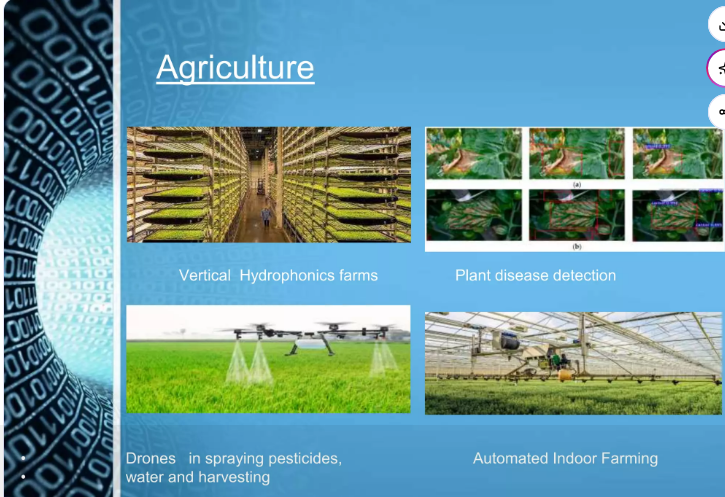 Agriculture
(a)
(b)
Vertical Hydrophonics farms
Plant disease detection
Drones in spraying pesticides,
water and harvesting
Automated Indoor Farming